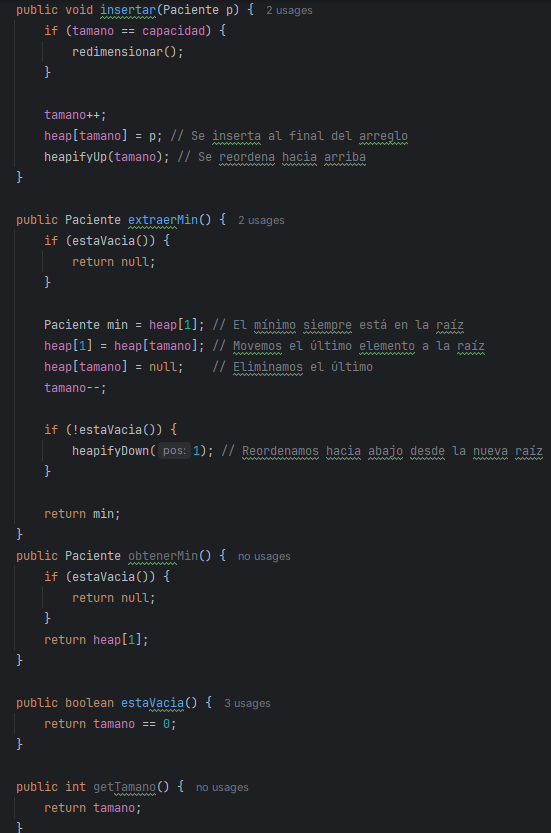 public void insertar(Paciente p) {  2 usages
    if (tamano == capacidad) {
        redimensionar();
    }

    tamano++;
    heap[tamano] = p; // Se inserta al final del arreglo
    heapifyUp(tamano); // Se reordena hacia arriba
}

public Paciente extraerMin() {  2 usages
    if (estaVacia()) {
        return null;
    }

    Paciente min = heap[1]; // El mínimo siempre está en la raíz
    heap[1] = heap[tamano]; // Movemos el último elemento a la raíz
    heap[tamano] = null;    // Eliminamos el último
    tamano--;

    if (!estaVacia()) {
        heapifyDown( pos: 1); // Reordenamos hacia abajo desde la nueva raíz
    }

    return min;
}
public Paciente obtenerMin() {  no usages
    if (estaVacia()) {
        return null;
    }
    return heap[1];
}

public boolean estaVacia() {  3 usages
    return tamano == 0;
}

public int getTamano() {  no usages
    return tamano;
}